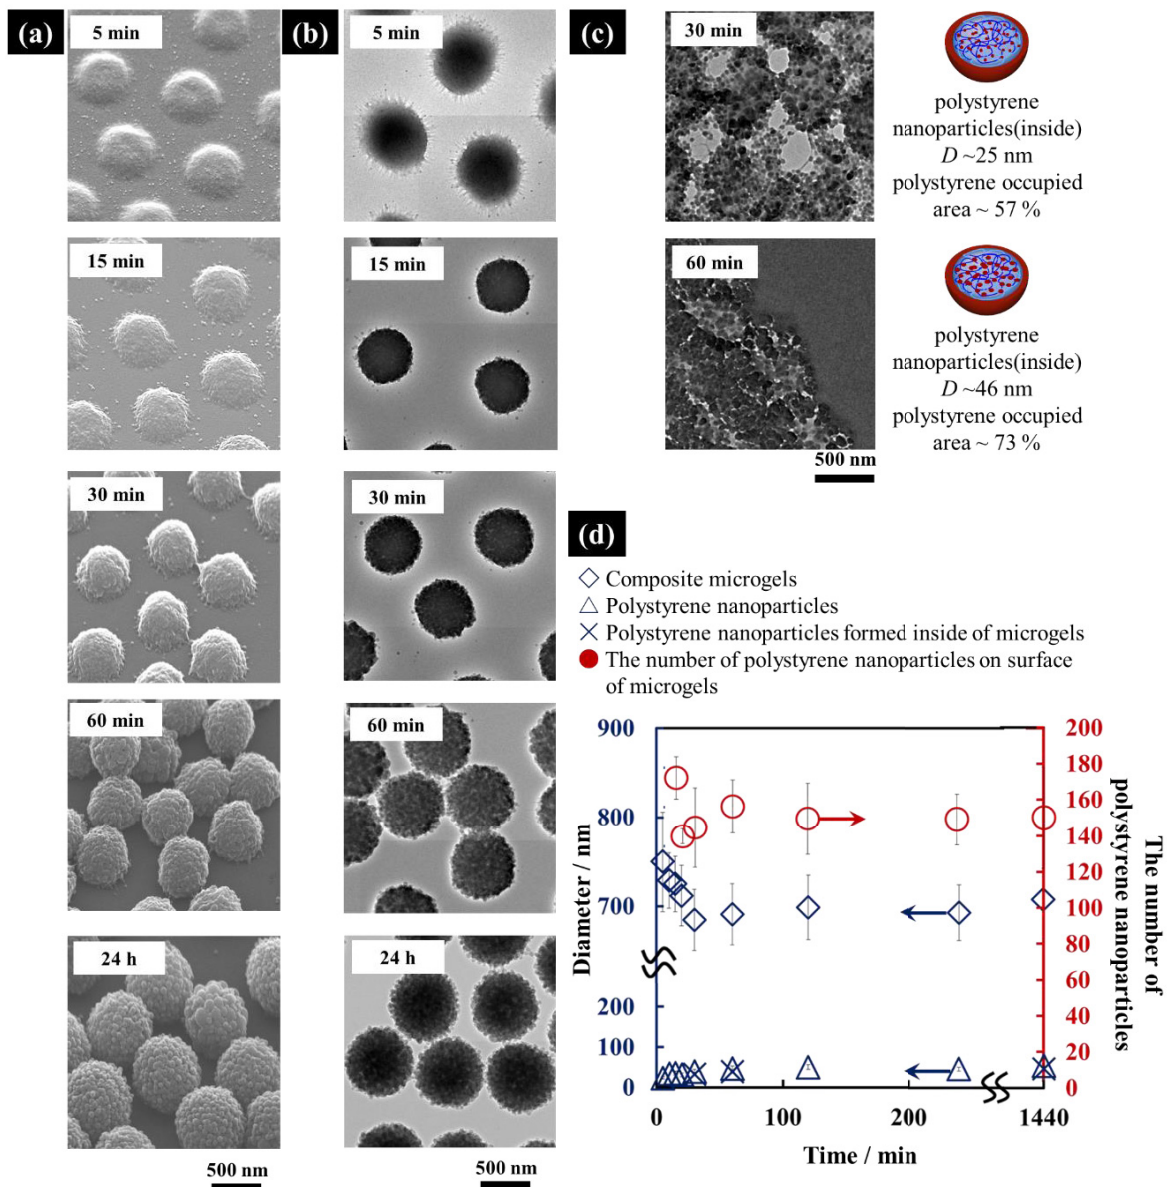 (a)
5 min
15 min
30 min
60 min
24 h
500 nm
(b)
5 min
15 min
30 min
60 min
24 h
500 nm
(c)
30 min
polystyrene
nanoparticles(inside)
D ~25 nm
polystyrene occupied
area ~ 57 %
60 min
polystyrene
nanoparticles(inside)
D ~46 nm
polystyrene occupied
area ~ 73 %
500 nm
(d)
Composite microgels
Polystyrene nanoparticles
Polystyrene nanoparticles formed inside of microgels
The number of polystyrene nanoparticles on surface
of microgels
Diameter / nm
900
800
700
200
100
0
200
180
160
140
120
100
80
60
40
20
0
The number of
polystyrene nanoparticles
0 100 200 1440
Time / min